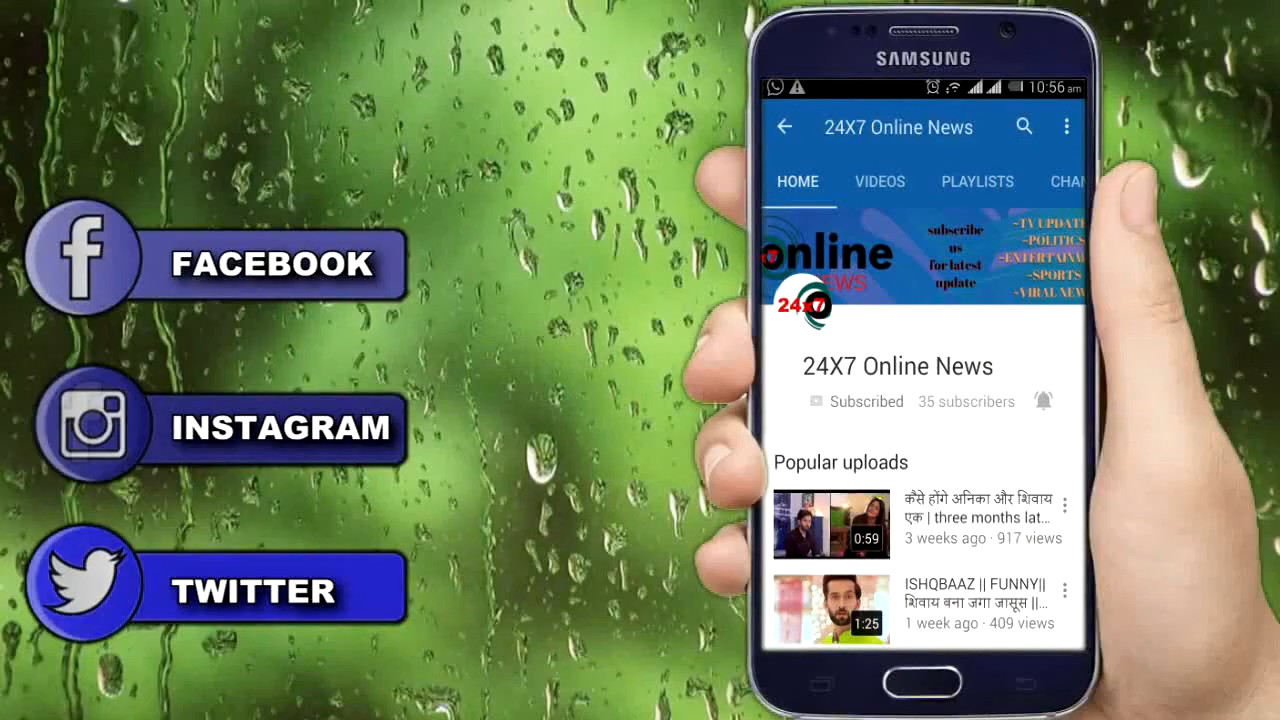 FACEBOOK
INSTAGRAM
TWITTER
SAMSUNG
10:56 am
24X7 Online News
HOME VIDEOS PLAYLISTS CHAN
online
NEWS
subscribe
us
for latest
update
~TV UPDATE
~POLITICS
~ENTERTAINM
~SPORTS
~VIRAL NEW
24x7
24X7 Online News
Subscribed 35 subscribers
Popular uploads
0:59
कैसे होंगे अनिका और शिवाय
एक | three months lat...
3 weeks ago · 917 views
1:25
ISHQBAAZ || FUNNY||
शिवाय बना जगा जासूस ||...
1 week ago · 409 views